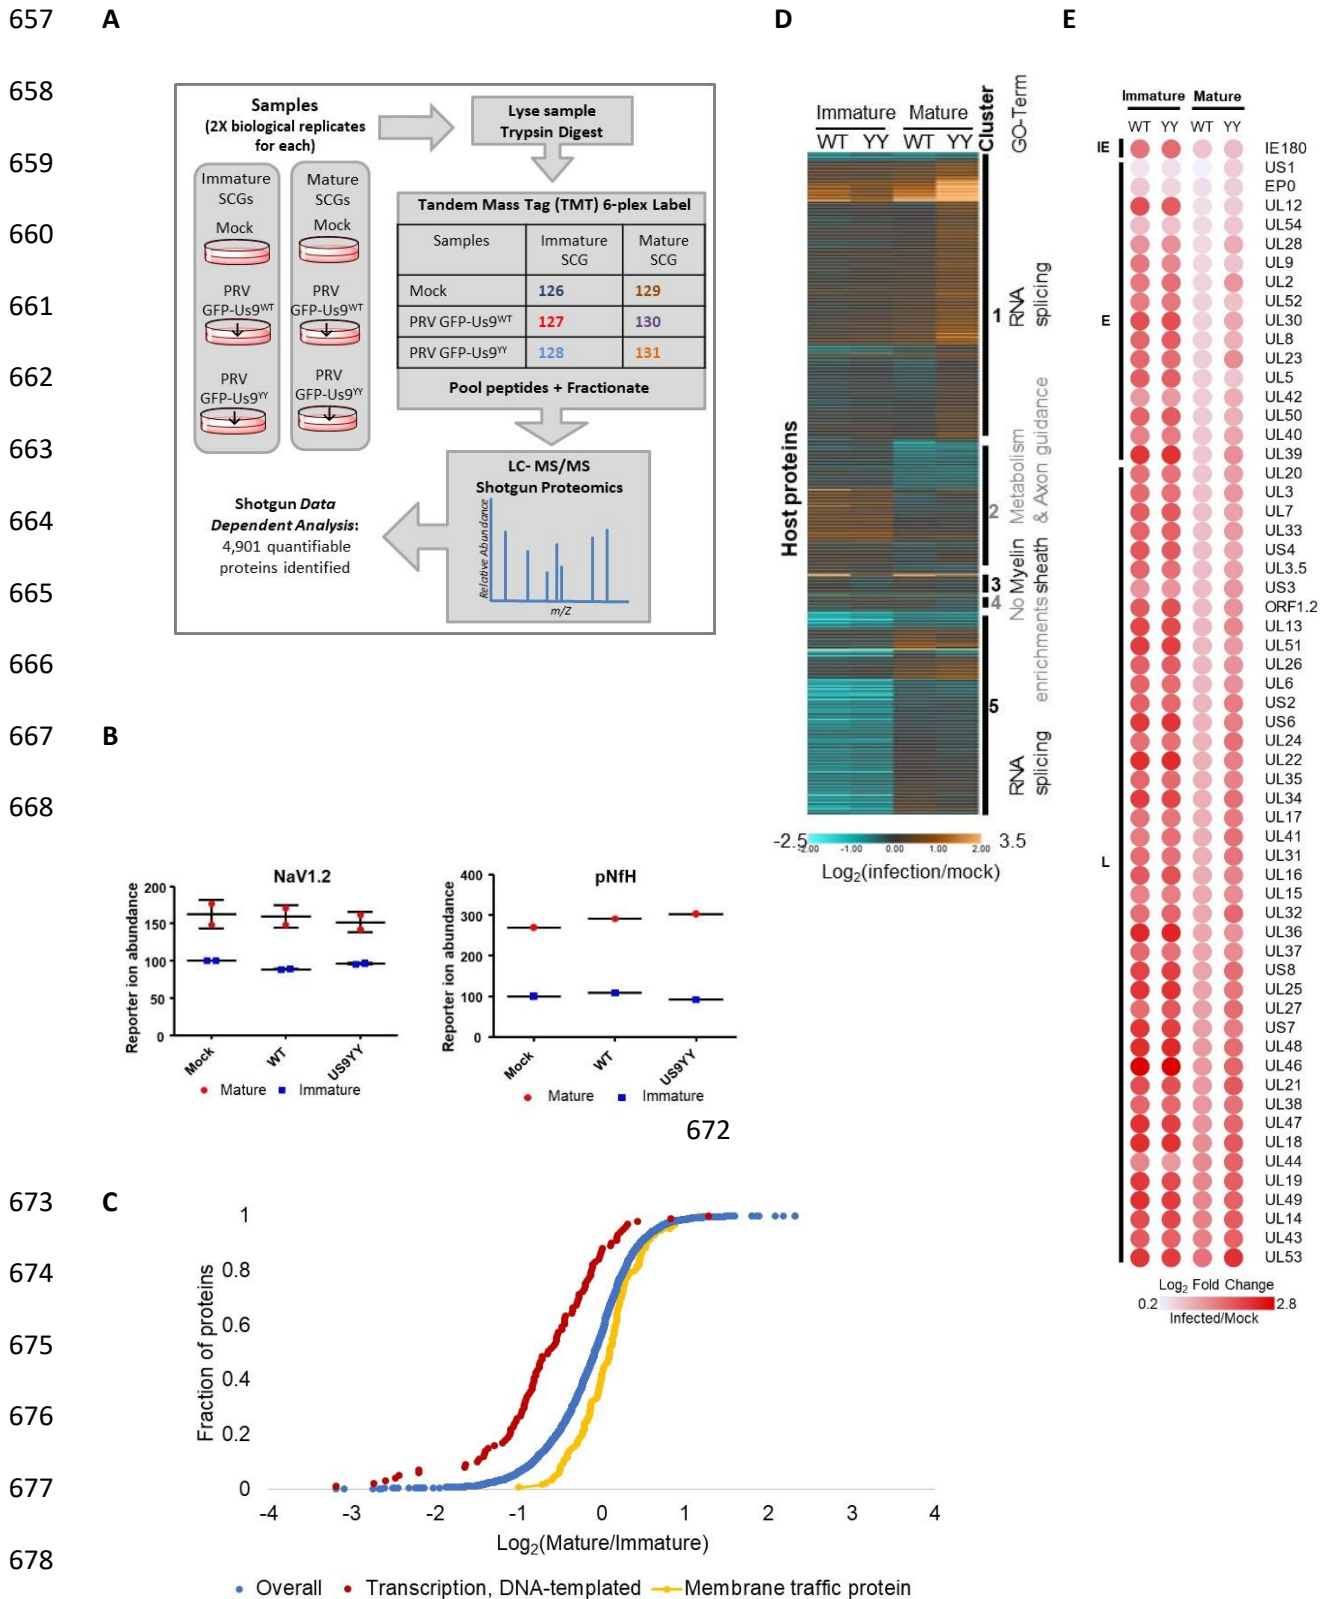 657
A
D
E
658
659
660
661
662
663
664
665
666
667
B
668
Samples
(2X biological replicates
for each)
Immature
SCGs
Mock
PRV
GFP-Us9WT
PRV
GFP-Us9YY
Mature
SCGs
Mock
PRV
GFP-Us9WT
PRV
GFP-Us9YY
Lyse sample
Trypsin Digest
Tandem Mass Tag (TMT) 6-plex Label
Samples Immature SCG Mature SCG
Mock 126 129
PRV GFP-Us9WT 127 130
PRV GFP-Us9YY 128 131
Pool peptides + Fractionate
LC- MS/MS
Shotgun Proteomics
Relative Abundance
m/Z
Shotgun Data
Dependent Analysis:
4,901 quantifiable
proteins identified
NaV1.2
Reporter ion abundance
200
150
100
50
0
Mock
WT
US9YY
Mature Immature
pNfH
Reporter ion abundance
400
300
200
100
0
Mock
WT
US9YY
Mature Immature
672
673
C
674
675
676
677
678
Fraction of proteins
1
0.8
0.6
0.4
0.2
0
-4 -3 -2 -1 0 1 2 3 4
Log2(Mature/Immature)
Overall Transcription, DNA-templated Membrane traffic protein
Immature Mature
WT YY WT YY
Cluster
GO-Term
Host proteins
1
RNA
splicing
2
Metabolism
& Axon guidance
3
Myelin
sheath
4
No
enrichments
5
RNA
splicing
-2.5 3.5
-2.00 -1.00 0.00 1.00 2.00
Log2(infection/mock)
Immature Mature
WT YY WT YY
IE
E
L
IE180
US1
EP0
UL12
UL54
UL28
UL9
UL2
UL52
UL30
UL8
UL23
UL5
UL42
UL50
UL40
UL39
UL20
UL3
UL7
UL33
US4
UL3.5
US3
ORF1.2
UL13
UL51
UL26
UL6
US2
US6
UL24
UL22
UL35
UL34
UL17
UL41
UL31
UL16
UL15
UL32
UL36
UL37
US8
UL25
UL27
US7
UL48
UL46
UL21
UL38
UL47
UL18
UL44
UL19
UL49
UL14
UL43
UL53
Log2 Fold Change
0.2 2.8
Infected/Mock